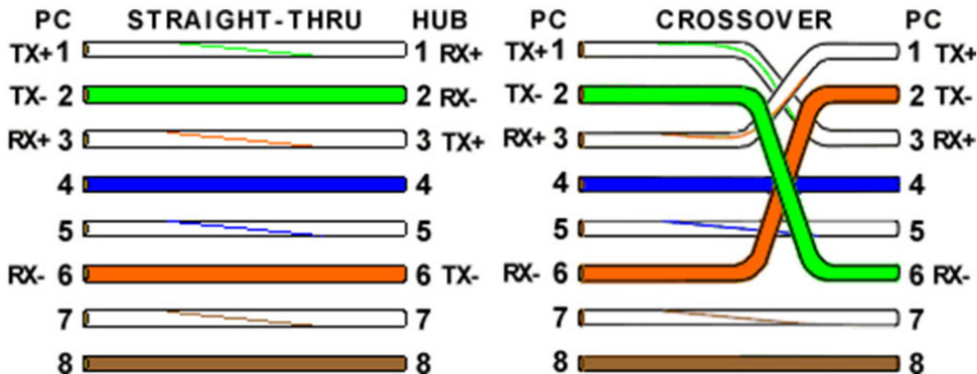 PC STRAIGHT-THRU HUB PC CROSSOVER PC
TX+ 1 1 RX+ TX+ 1 1 TX+
TX- 2 2 RX- TX- 2 2 TX-
RX+ 3 3 TX+ RX+ 3 3 RX+
4 4 4 4
5 5 5 5
RX- 6 6 TX- RX- 6 6 RX-
7 7 7 7
8 8 8 8